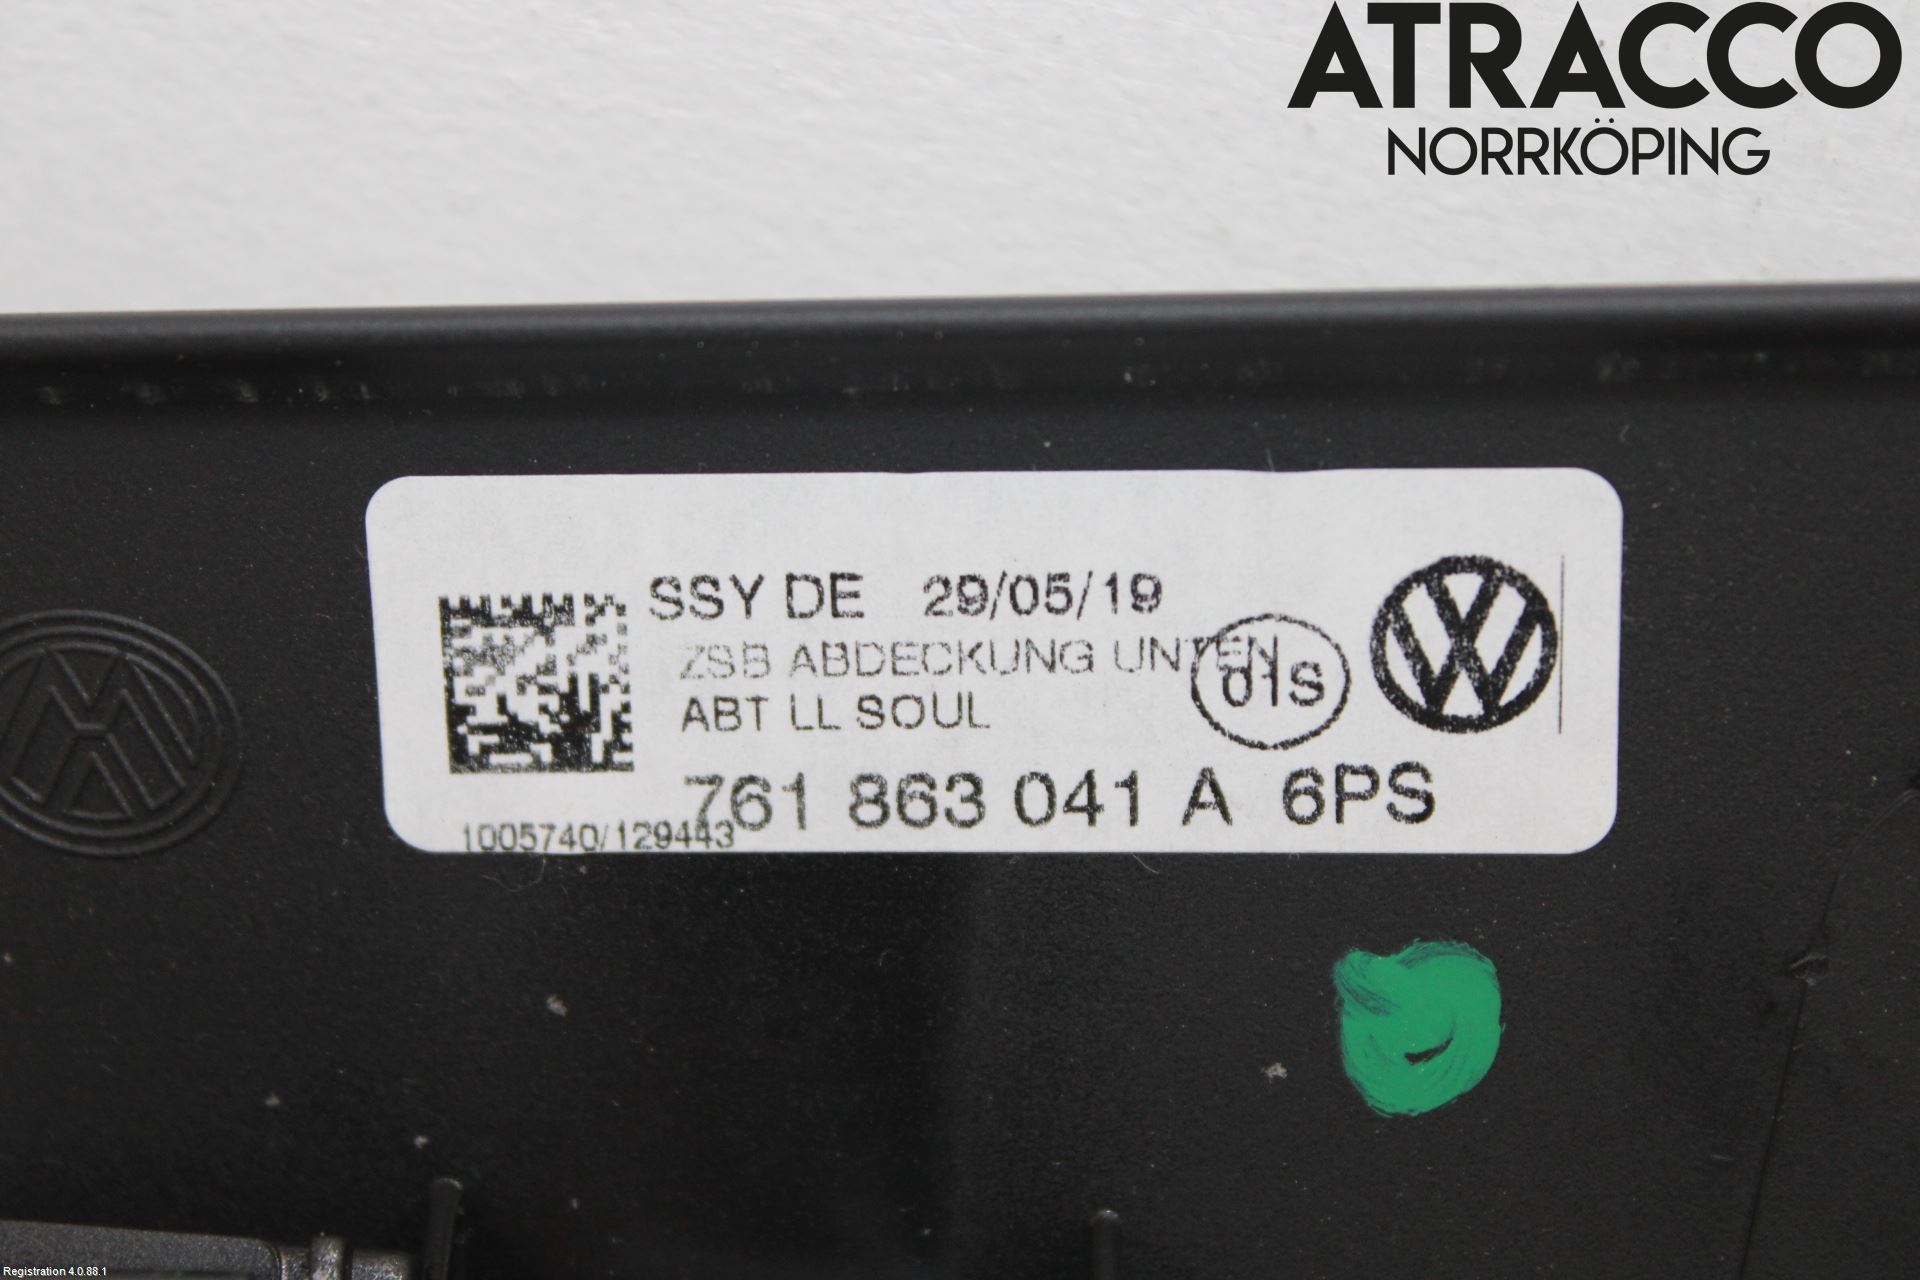 ATRACCO
NORRKÖPING
SSY DE 29/05/19
ZSB ABDECKUNG UNTEN
ABT LL SOUL
01S
761 863 041 A 6PS
1005740/129443
Registration 4.0.88.1